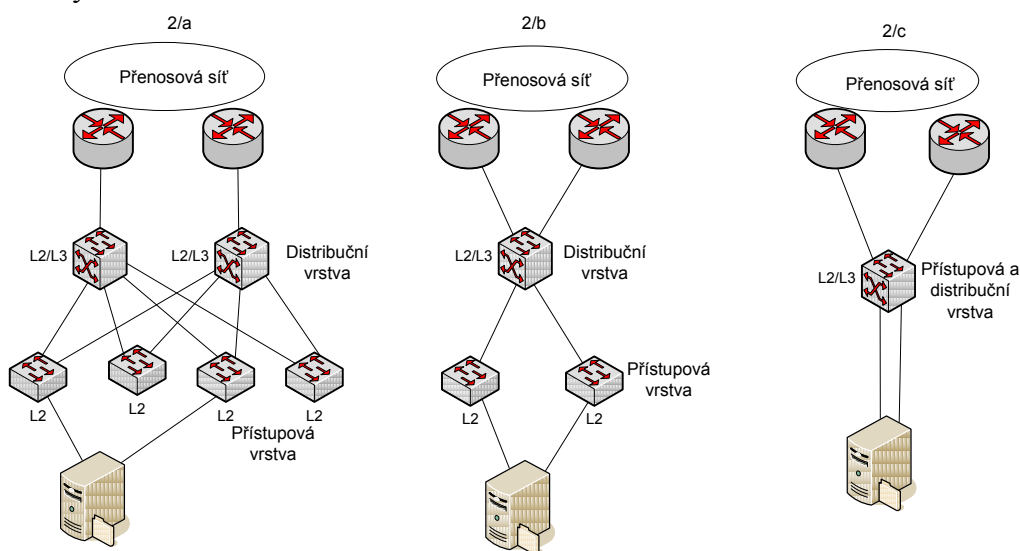 2/a
Přenosová síť
L2/L3
L2/L3
Distribuční
vrstva
L2
L2
L2
L2
Přístupová
vrstva
2/b
Přenosová síť
L2/L3
Distribuční
vrstva
Přístupová
vrstva
L2
L2
2/c
Přenosová síť
L2/L3
Přístupová a
distribuční
vrstva